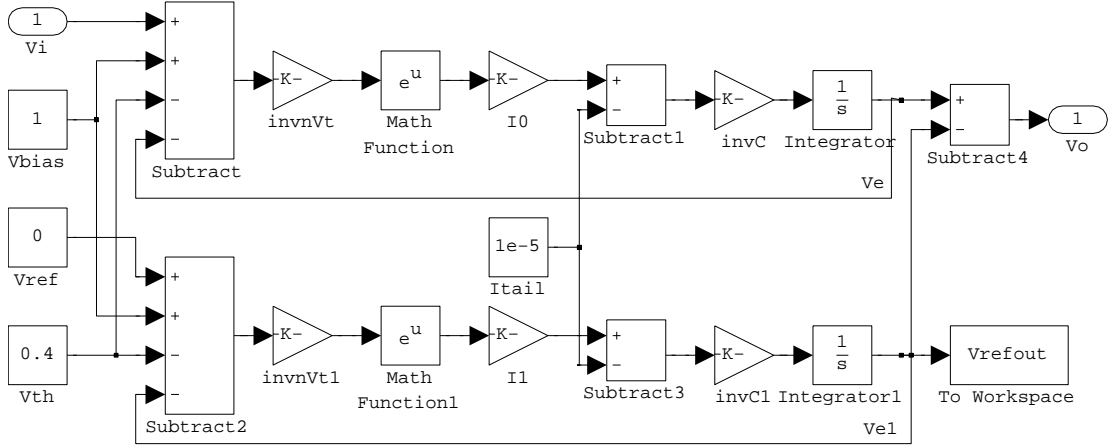 1
Vi
+
+
−
−
Subtract
K−
invnVt
e^u
Math
Function
K−
I0
+
−
Subtract1
K−
invC
1
s
Integrator
+
−
Subtract4
1
Vo
1
Vbias
Ve
0
Vref
1e-5
Itail
0.4
Vth
+
+
−
−
Subtract2
K−
invnVt1
e^u
Math
Function1
K−
I1
+
−
Subtract3
K−
invC1
1
s
Integrator1
Vrefout
To Workspace
Ve1